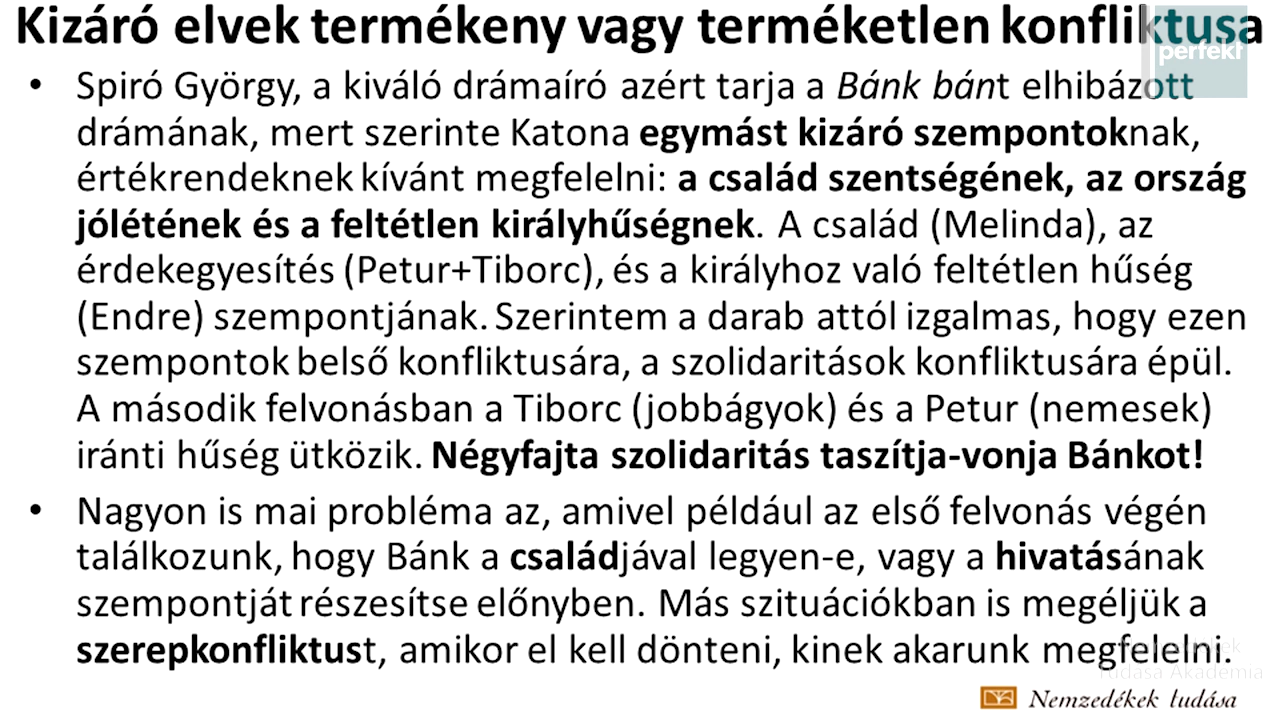 Kizáró elvek termékeny vagy terméketlen konfliktusa
perfekt
• Spiró György, a kiváló drámaíró azért tarja a Bánk bánt elhibázott
drámának, mert szerinte Katona egymást kizáró szempontoknak,
értékrendeknek kívánt megfelelni: a család szentségének, az ország
jólétének és a feltétlen királyhűségnek. A család (Melinda), az
érdekegyesítés (Petur+Tiborc), és a királyhoz való feltétlen hűség
(Endre) szempontjának. Szerintem a darab attól izgalmas, hogy ezen
szempontok belső konfliktusára, a szolidaritások konfliktusára épül.
A második felvonásban a Tiborc (jobbágyok) és a Petur (nemesek)
iránti hűség ütközik. Négyfajta szolidaritás taszítja-vonja Bánkot!
• Nagyon is mai probléma az, amivel például az első felvonás végén
találkozunk, hogy Bánk a családjával legyen-e, vagy a hivatásának
szempontját részesítse előnyben. Más szituációkban is megéljük a
szerepkonfliktust, amikor el kell dönteni, kinek akarunk megfelelni.
Nemzedékek
Tudása Akadémia
Nemzedékek tudása